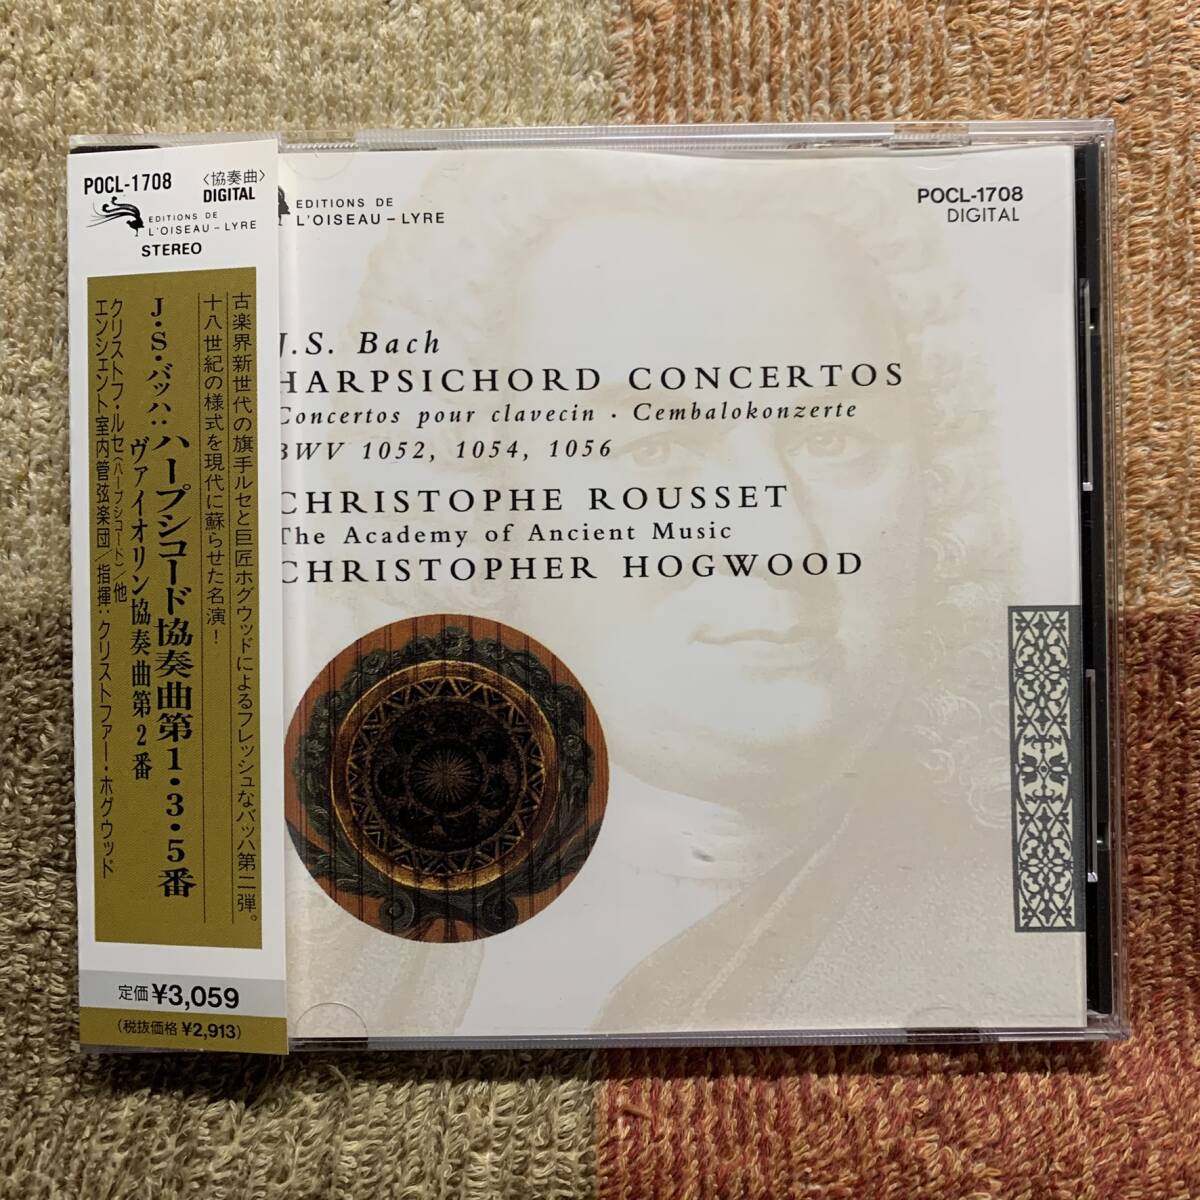 POCL-1708
〈協奏曲〉
DIGITAL
EDITIONS DE
L'OISEAU-LYRE
STEREO
古楽界新世代の旗手ルセと巨匠ホグウッドによるフレッシュなバッハ第二弾。
十八世紀の様式を現代に蘇らせた名演!
J・S・バッハ:ハープシコード協奏曲第1・3・5番
ヴァイオリン協奏曲第2番
クリストフ・ルセ(ハープシコード)/他
エンシェント室内管弦楽団/指揮:クリストファー・ホグウッド
定価 ¥3,059
(税抜価格 ¥2,913)
EDITIONS DE
L'OISEAU-LYRE
POCL-1708
DIGITAL
J.S. Bach
HARPSICHORD CONCERTOS
Concertos pour clavecin · Cembalokonzerte
BWV 1052, 1054, 1056
CHRISTOPHE ROUSSET
The Academy of Ancient Music
CHRISTOPHER HOGWOOD